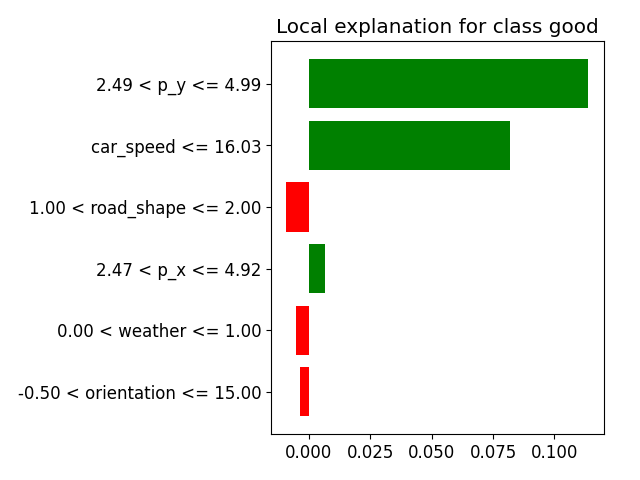 Local explanation for class good
2.49 < p_y <= 4.99
car_speed <= 16.03
1.00 < road_shape <= 2.00
2.47 < p_x <= 4.92
0.00 < weather <= 1.00
-0.50 < orientation <= 15.00
0.000 0.025 0.050 0.075 0.100